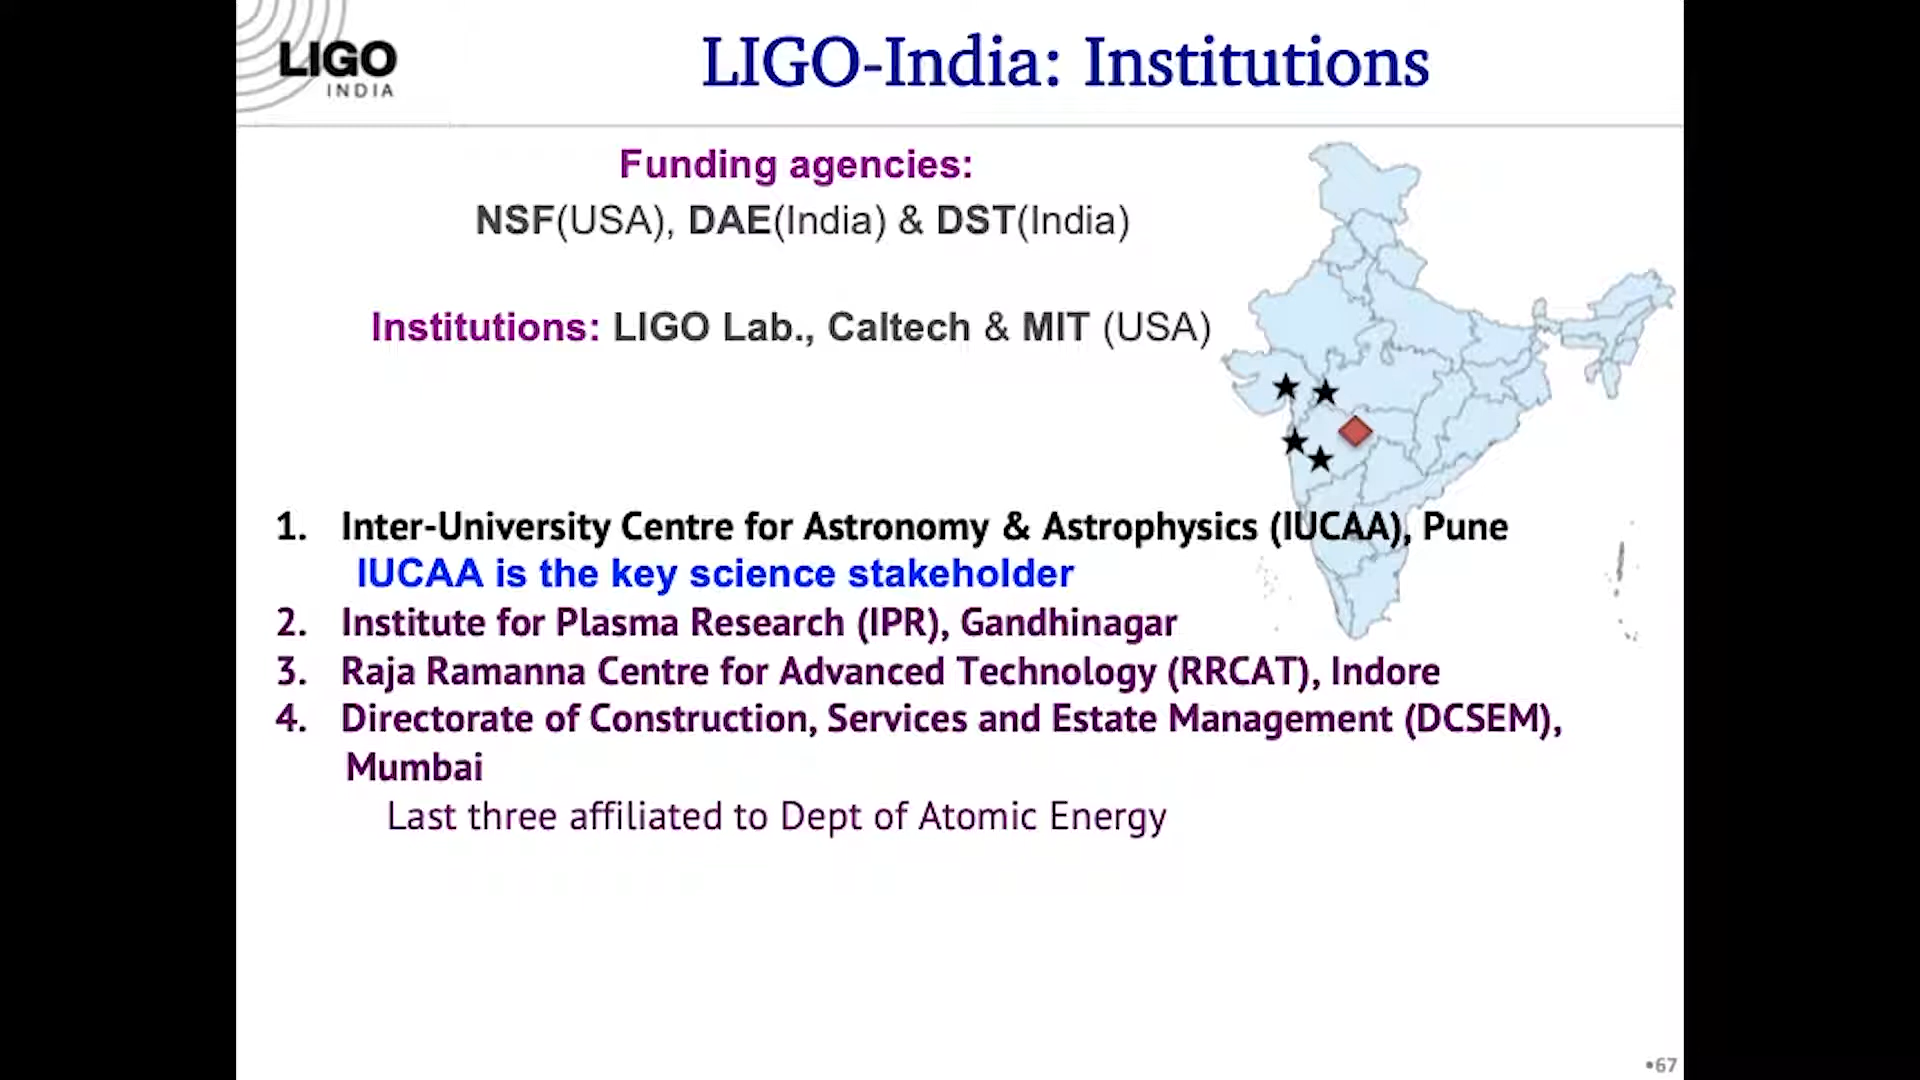 LIGO
INDIA
LIGO-India: Institutions
Funding agencies:
NSF(USA), DAE(India) & DST(India)
Institutions: LIGO Lab., Caltech & MIT (USA)
1. Inter-University Centre for Astronomy & Astrophysics (IUCAA), Pune
IUCAA is the key science stakeholder
2. Institute for Plasma Research (IPR), Gandhinagar
3. Raja Ramanna Centre for Advanced Technology (RRCAT), Indore
4. Directorate of Construction, Services and Estate Management (DCSEM),
Mumbai
Last three affiliated to Dept of Atomic Energy
•67